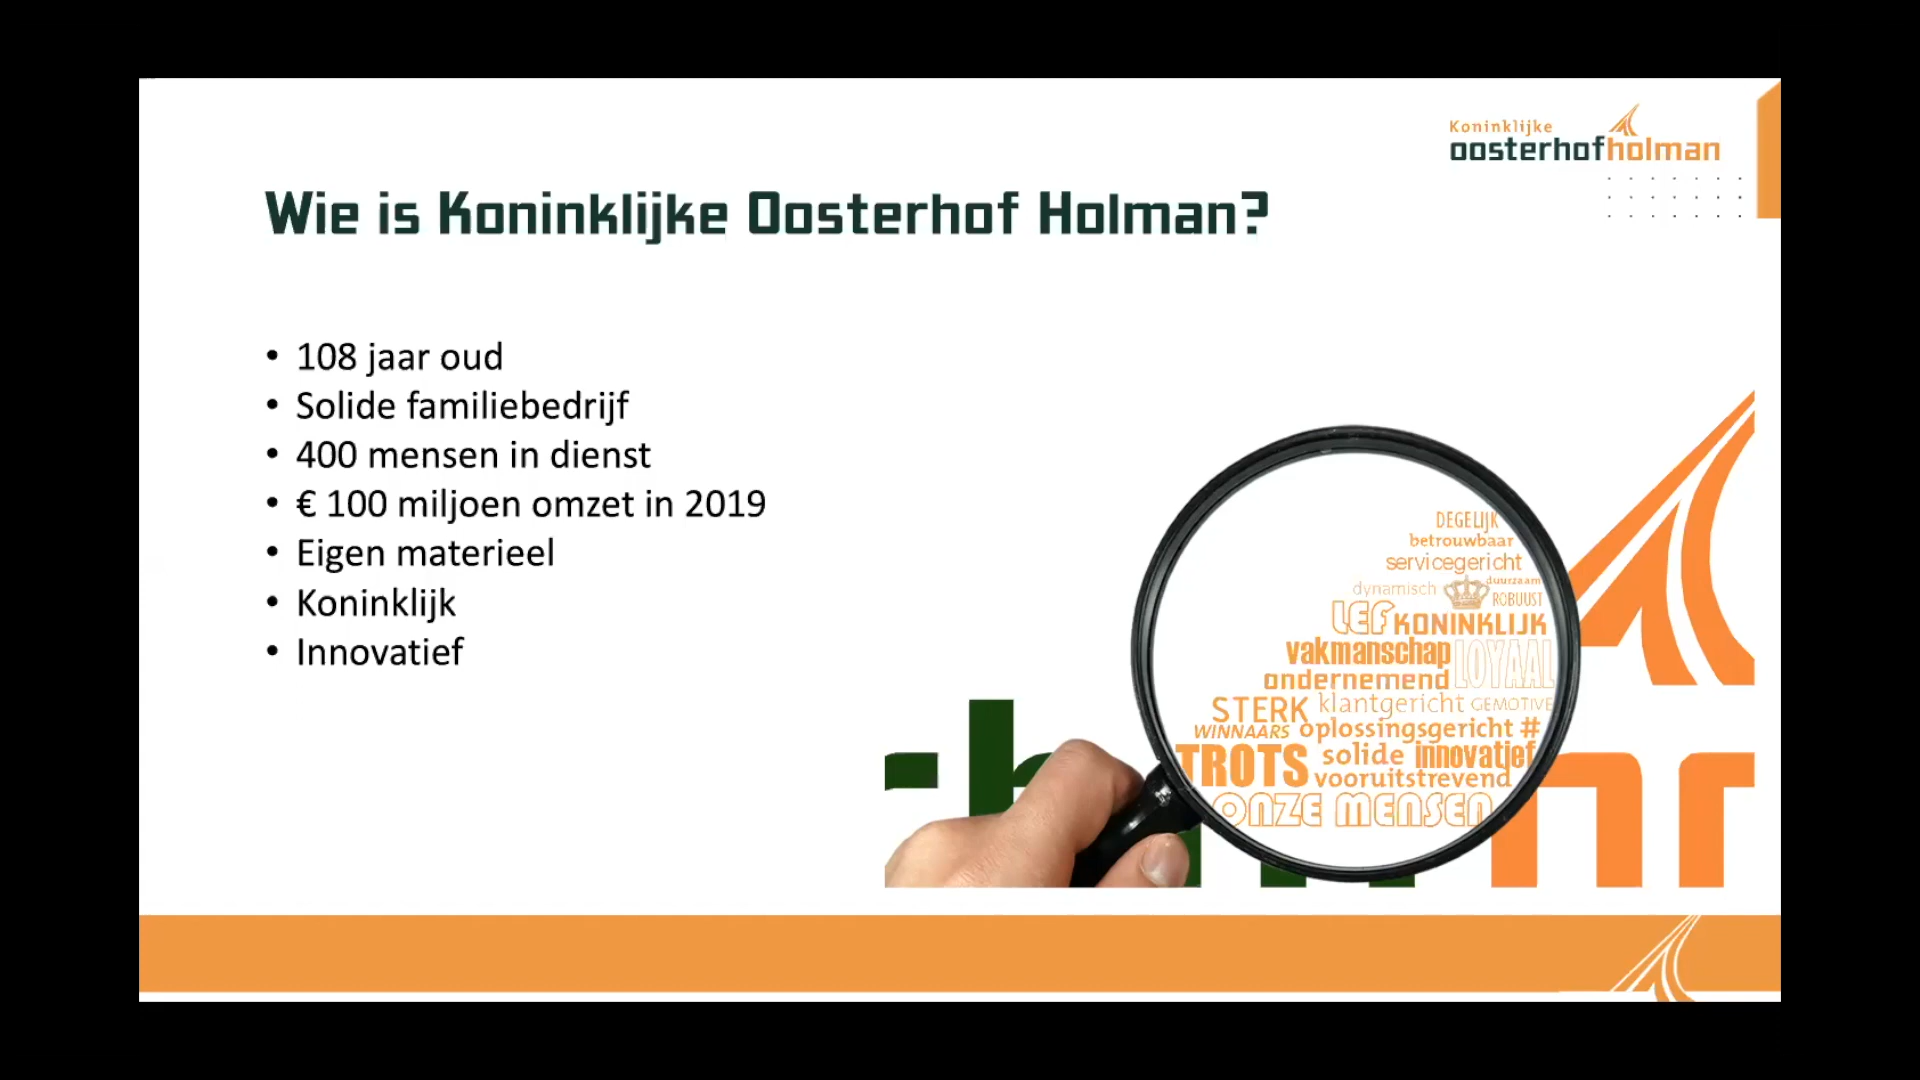 Koninklijke
oosterhofholman
Wie is Koninklijke Oosterhof Holman?
• 108 jaar oud
• Solide familiebedrijf
• 400 mensen in dienst
• € 100 miljoen omzet in 2019
• Eigen materieel
• Koninklijk
• Innovatief
DEGELIJK
betrouwbaar
servicegericht
dynamisch duurzaam
ROBUUST
LEF KONINKLIJK
vakmanschap LOYAAL
ondernemend
STERK klantgericht GEMOTIVE
WINNAARS oplossingsgericht #
TROTS solide innovatief
vooruitstrevend
ONZE MENSEN